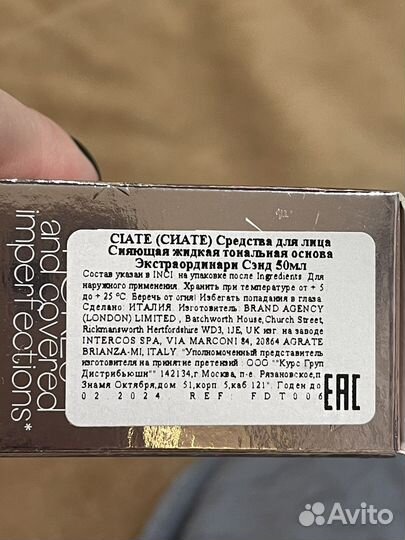 and covered
imperfections*
CIATE (СИАТЕ) Средства для лица
Сияющая жидкая тональная основа
Экстраординари Сэнд 50мл
Состав указан в INCI на упаковке после Ingredients. Для
наружного применения. Хранить при температуре от + 5
до + 25 °C. Беречь от огня! Избегать попадания в глаза
Сделано: ИТАЛИЯ. Изготовитель: BRAND AGENCY
(LONDON) LIMITED , Batchworth House,Church Street,
Rickmansworth Hertfordshire WD3, 1JE, UK изг. на заводе
INTERCOS SPA, VIA MARCONI 84, 20864 AGRATE
BRIANZA-MI, ITALY "Уполномоченный представитель
изготовителя на принятие претензий : ООО ""Курс Груп
Дистрибьюшн"" 142134,г Москва, п-е. Рязановское,п
Знамя Октября,дом 51,корп. 5,каб 121". Годен до
02 2024. REF: FDT006
EAC
Avito